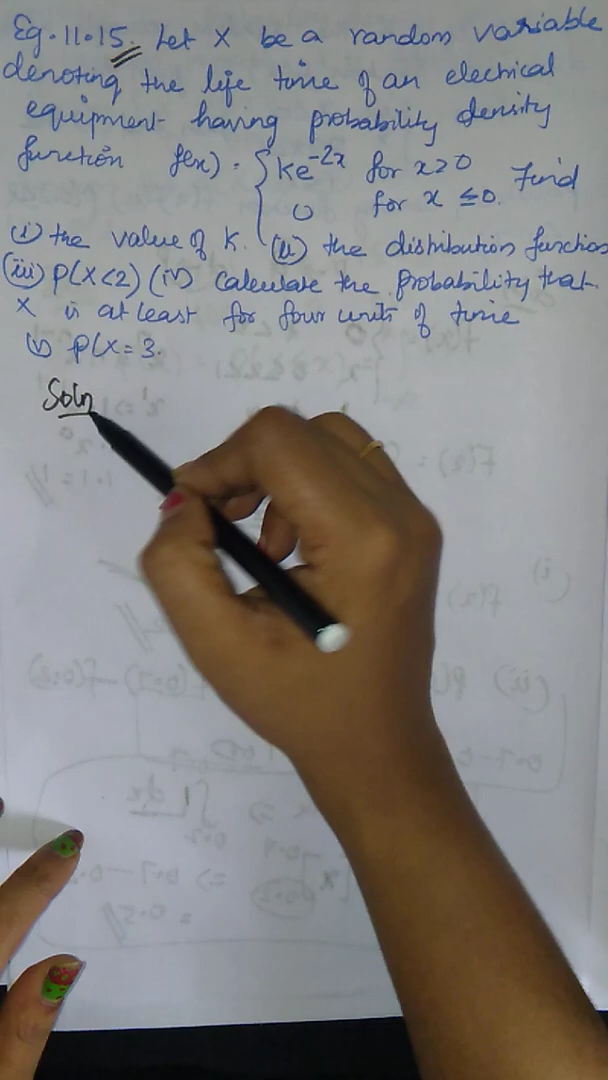 Eg. 11.15. Let X be a random variable
denoting the life time of an electrical
equipment having probability density
function f(x) = { ke^{-2x} for x>0 Find
0 for x ≤0.
(i) the value of K. (ii) the distribution function
(iii) P(X<2) (iv) calculate the probability that
X is at least for four units of time
(v) P(X=3.
Soln